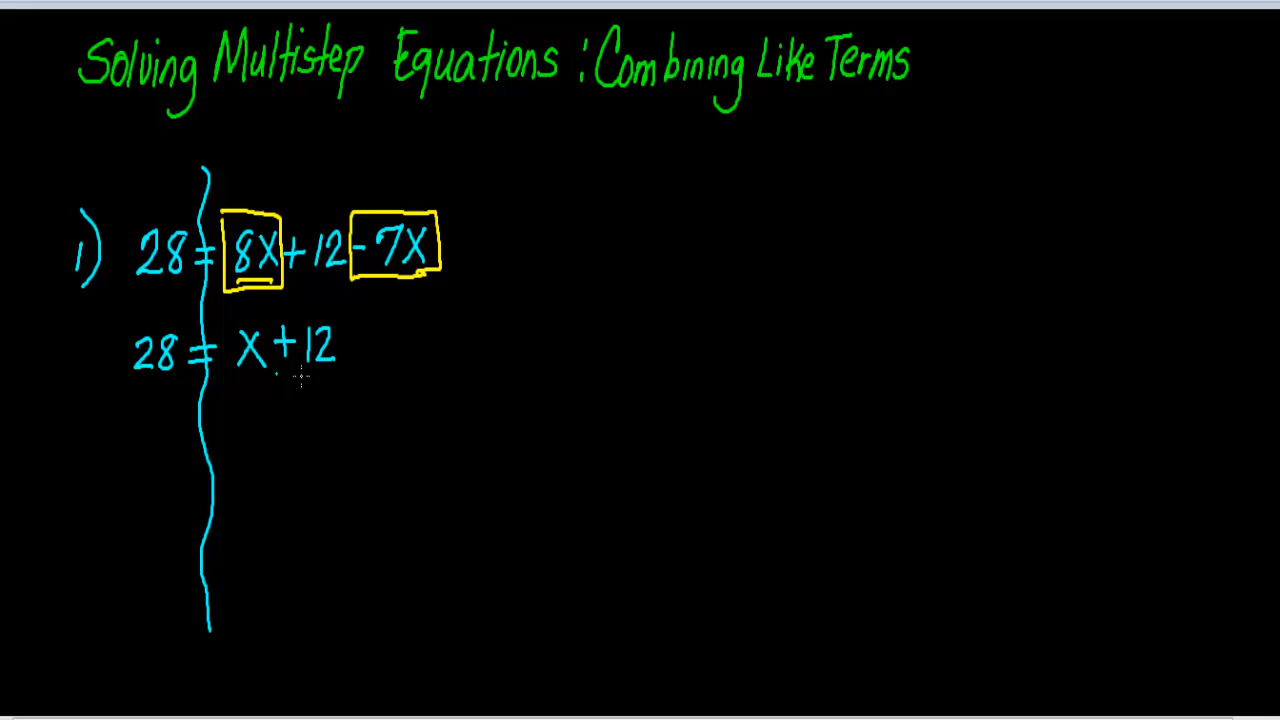 Solving Multistep Equations : Combining Like Terms
1) 28 = 8X + 12 - 7X
28 = X + 12